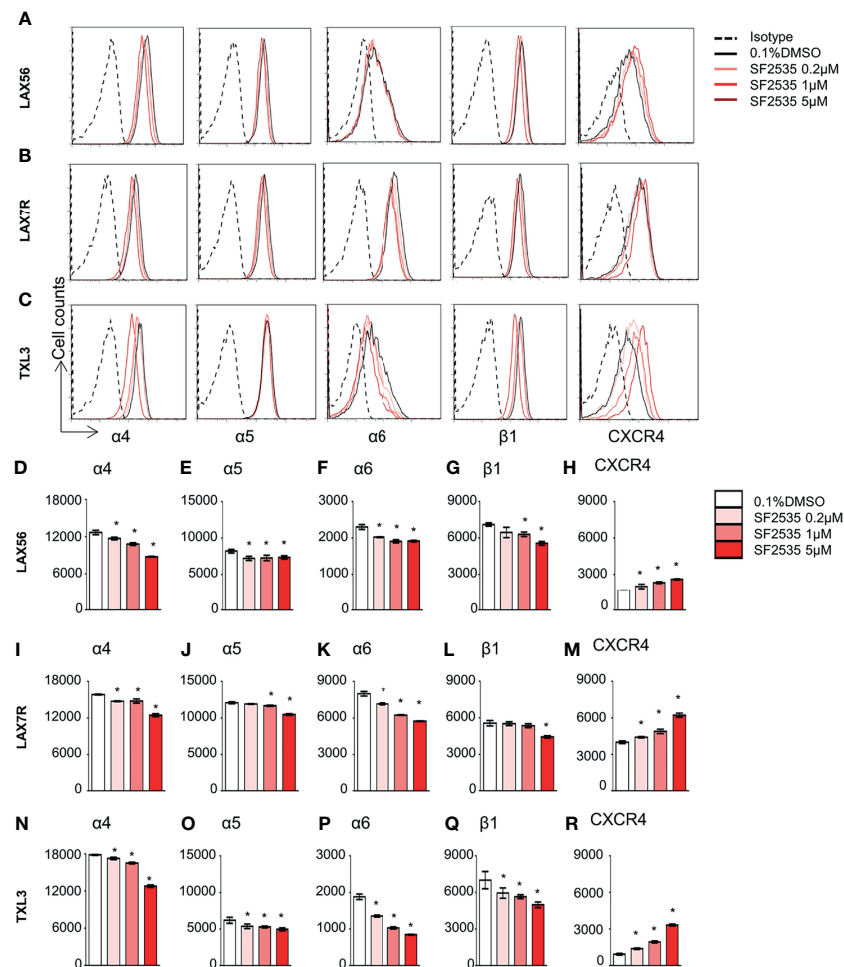 A
LAX56
Isotype
0.1%DMSO
SF2535 0.2μM
SF2535 1μM
SF2535 5μM
B
LAX7R
C
TXL3
Cell counts
α4 α5 α6 β1 CXCR4
D α4 E α5 F α6 G β1 H CXCR4
LAX56
18000 15000 3000 9000 9000
12000 10000 2000 6000 6000
6000 5000 1000 3000 3000
0 0 0 0 0
* * * * * * * * * * * * * *
0.1%DMSO
SF2535 0.2μM
SF2535 1μM
SF2535 5μM
I α4 J α5 K α6 L β1 M CXCR4
LAX7R
18000 15000 9000 9000 9000
12000 10000 6000 6000 6000
6000 5000 3000 3000 3000
0 0 0 0 0
* * * * * * * * * * * *
N α4 O α5 P α6 Q β1 R CXCR4
TXL3
18000 15000 3000 9000 9000
12000 10000 2000 6000 6000
6000 5000 1000 3000 3000
0 0 0 0 0
* * * * * * * * * * * * * * *